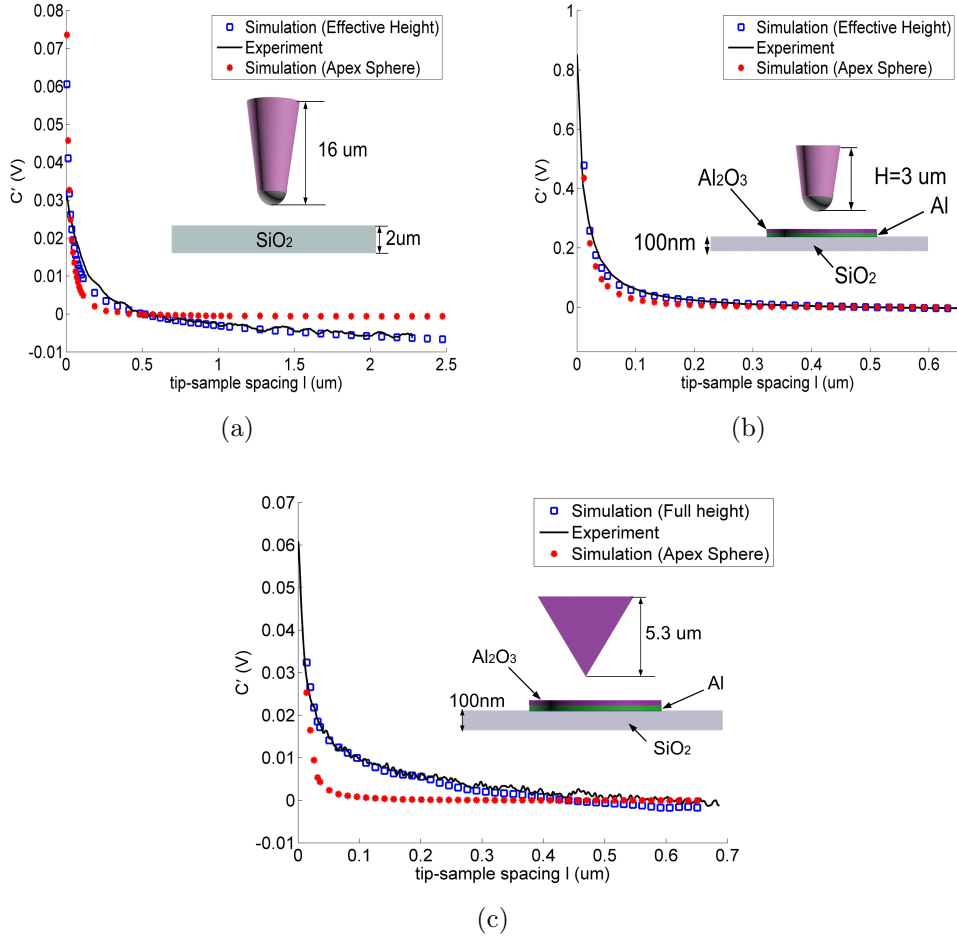 0.08
0.07
0.06
0.05
0.04
0.03
0.02
0.01
0
-0.01
C′ (V)
0
0.5
1
1.5
2
2.5
tip-sample spacing l (um)
Simulation (Effective Height)
Experiment
Simulation (Apex Sphere)
16 um
SiO₂
2um
(a)
1
0.8
0.6
0.4
0.2
0
C′ (V)
0
0.1
0.2
0.3
0.4
0.5
0.6
tip-sample spacing l (um)
Simulation (Effective Height)
Experiment
Simulation (Apex Sphere)
H=3 um
Al₂O₃
Al
100nm
SiO₂
(b)
0.07
0.06
0.05
0.04
0.03
0.02
0.01
0
-0.01
C′ (V)
0
0.1
0.2
0.3
0.4
0.5
0.6
0.7
tip-sample spacing l (um)
Simulation (Full height)
Experiment
Simulation (Apex Sphere)
5.3 um
Al₂O₃
Al
100nm
SiO₂
(c)